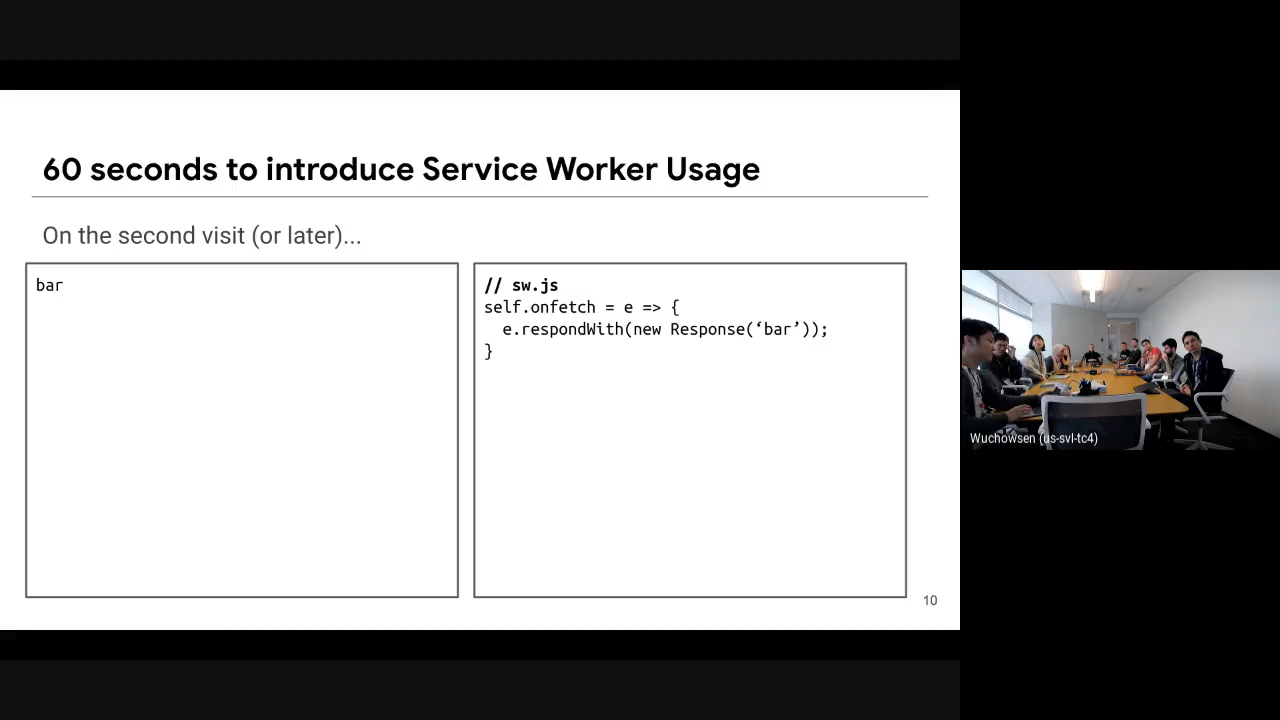 60 seconds to introduce Service Worker Usage
On the second visit (or later)...
bar
// sw.js
self.onfetch = e => {
  e.respondWith(new Response(‘bar’));
}
10
Wuchowsen (us-svl-tc4)